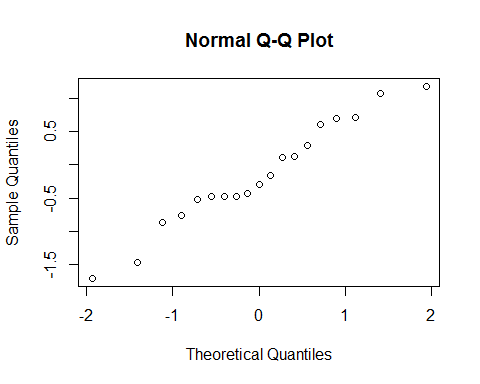 Normal Q-Q Plot
Sample Quantiles
0.5
-0.5
-1.5
-2 -1 0 1 2
Theoretical Quantiles